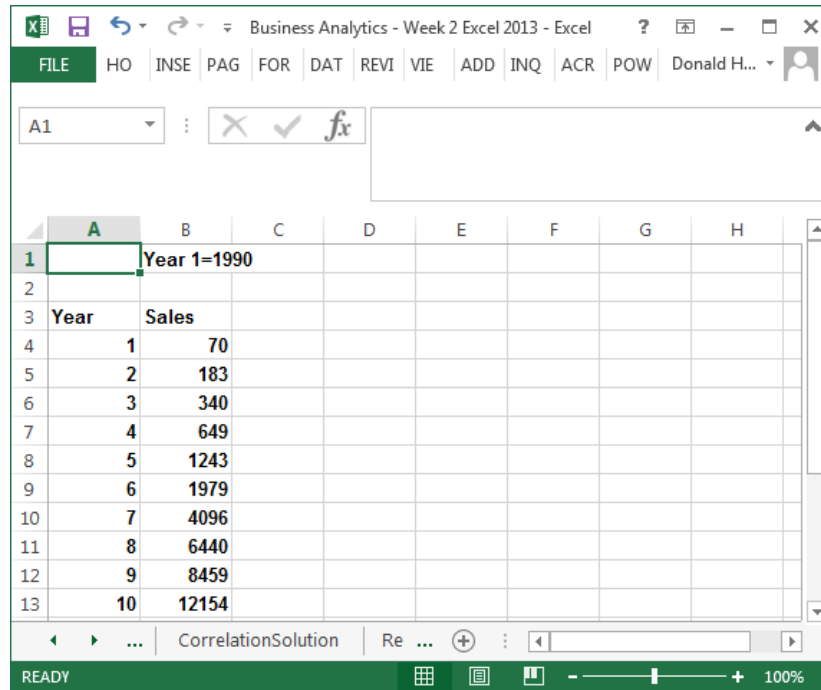 Business Analytics - Week 2 Excel 2013 - Excel ?
FILE HO INSE PAG FOR DAT REVI VIE ADD INQ ACR POW Donald H...
A1 fx
A B C D E F G H
1 Year 1=1990
2
3 Year Sales
4 1 70
5 2 183
6 3 340
7 4 649
8 5 1243
9 6 1979
10 7 4096
11 8 6440
12 9 8459
13 10 12154
... CorrelationSolution Re ...
READY 100%